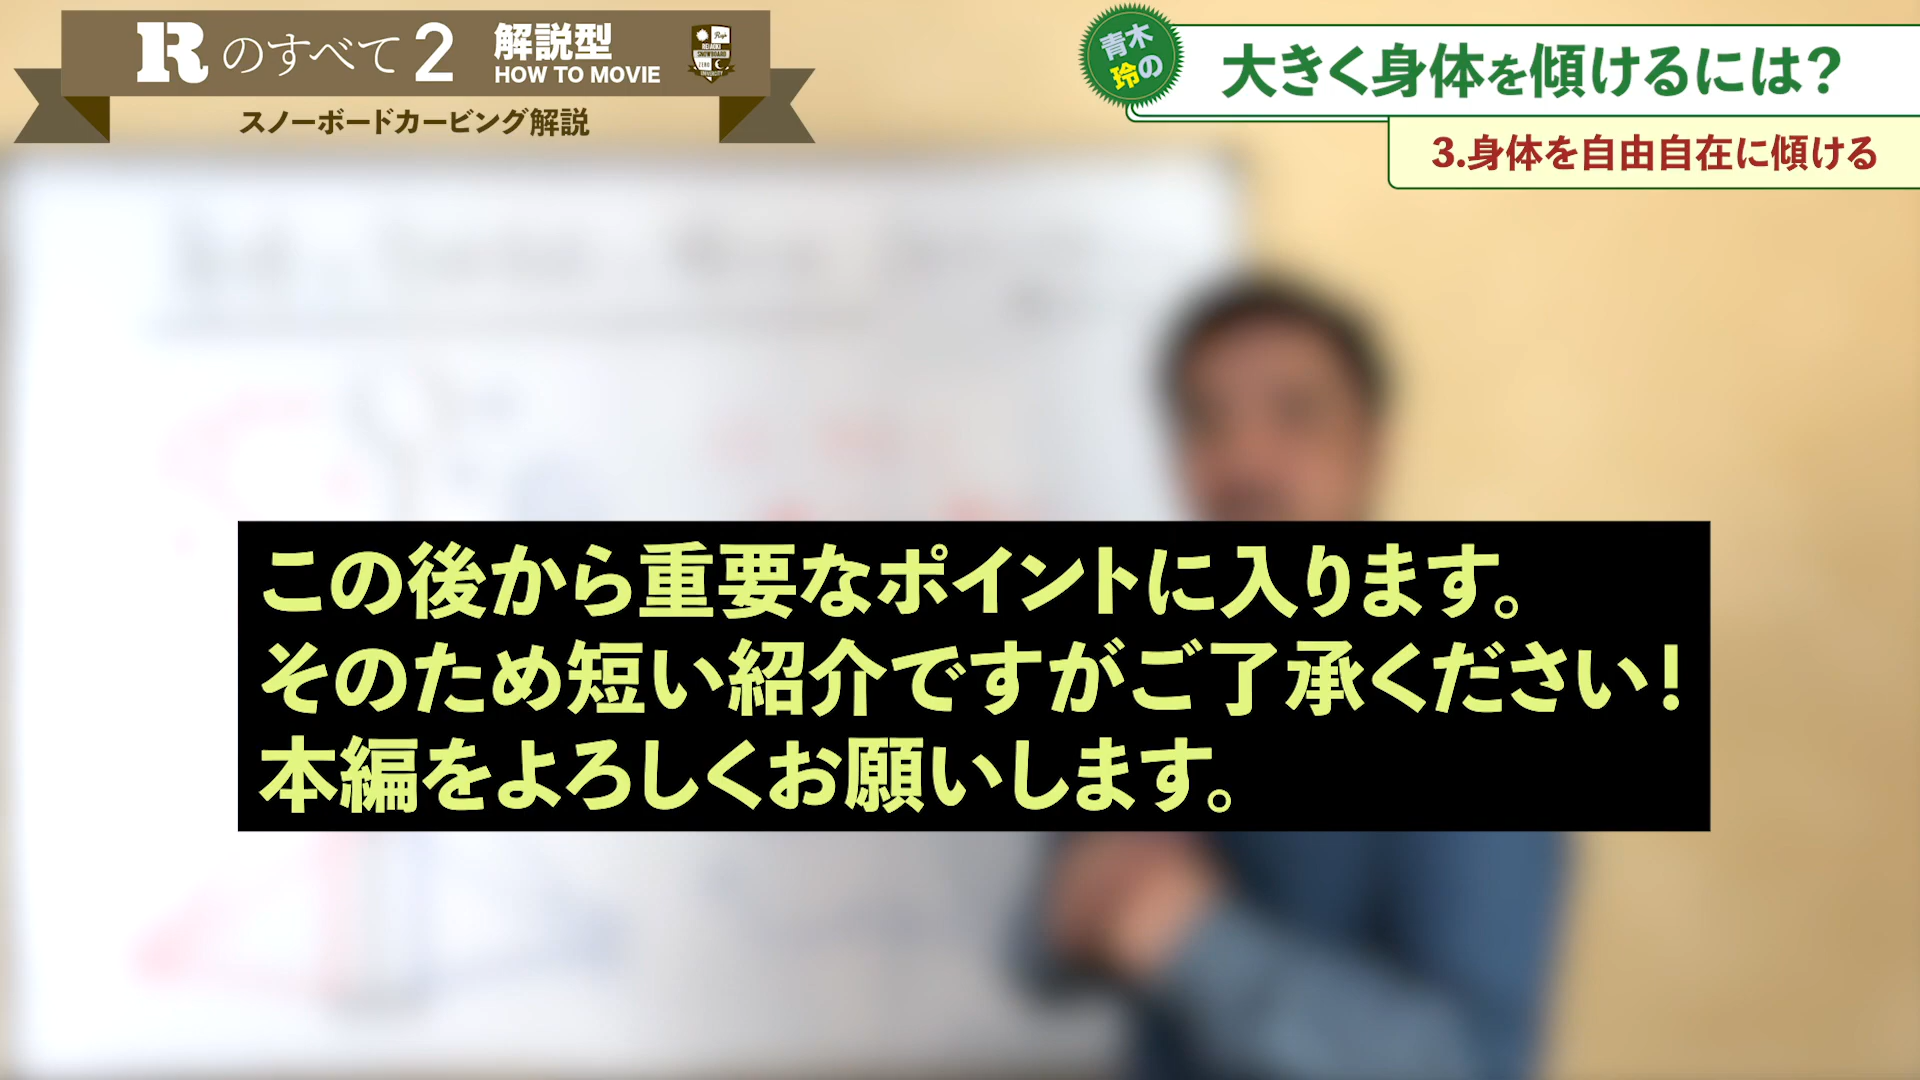 Rのすべて2
解説型
HOW TO MOVIE
スノーボードカービング解説
青木
玲の
大きく身体を傾けるには？
3.身体を自由自在に傾ける
この後から重要なポイントに入ります。
そのため短い紹介ですがご了承ください！
本編をよろしくお願いします。